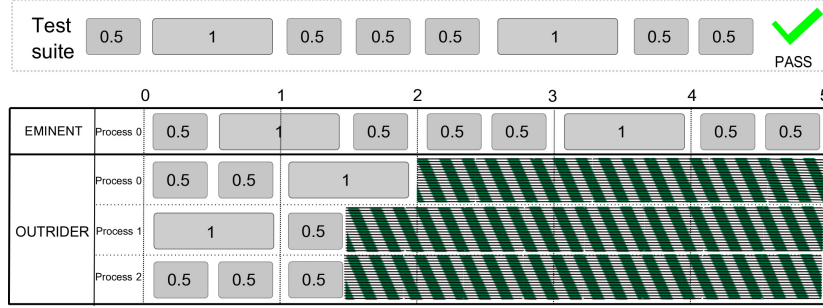 Test suite 0.5 1 0.5 0.5 0.5 1 0.5 0.5 PASS
0 1 2 3 4 5
EMINENT Process 0 0.5 1 0.5 0.5 0.5 1 0.5 0.5
Process 0 0.5 0.5 1
OUTRIDER Process 1 1 0.5
Process 2 0.5 0.5 0.5